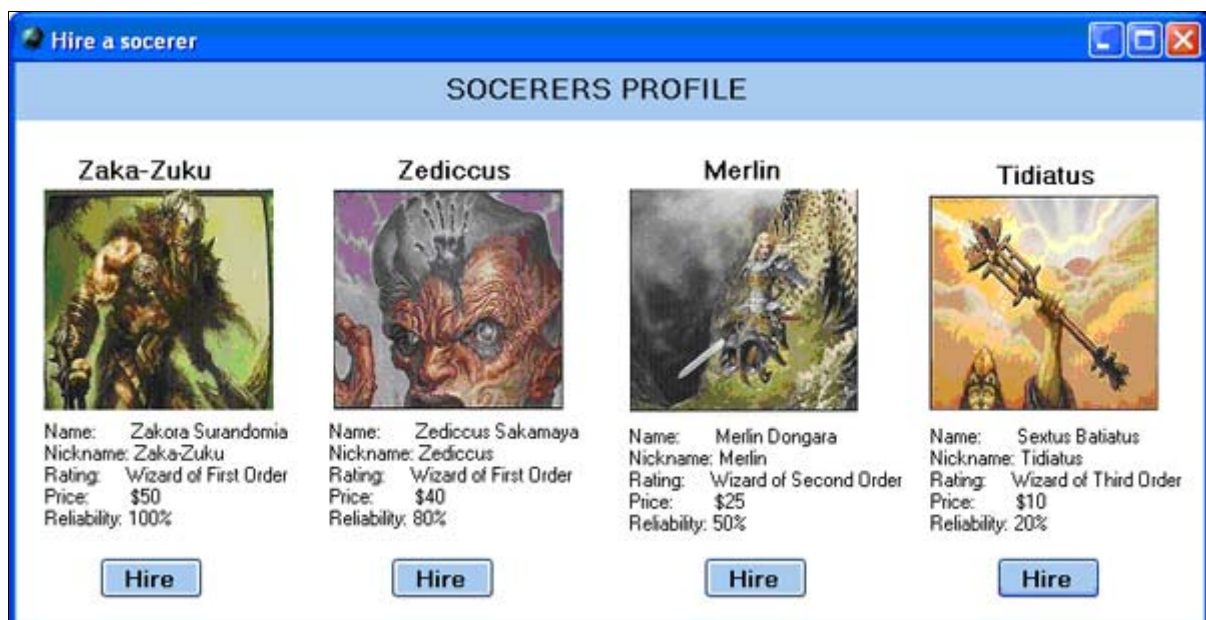 Hire a socerer
SOCERERS PROFILE
Zaka-Zuku
Name: Zakora Surandomia
Nickname: Zaka-Zuku
Rating: Wizard of First Order
Price: $50
Reliability: 100%
Hire
Zediccus
Name: Zediccus Sakamaya
Nickname: Zediccus
Rating: Wizard of First Order
Price: $40
Reliability: 80%
Hire
Merlin
Name: Merlin Dongara
Nickname: Merlin
Rating: Wizard of Second Order
Price: $25
Reliability: 50%
Hire
Tidiatus
Name: Sextus Batiatus
Nickname: Tidiatus
Rating: Wizard of Third Order
Price: $10
Reliability: 20%
Hire